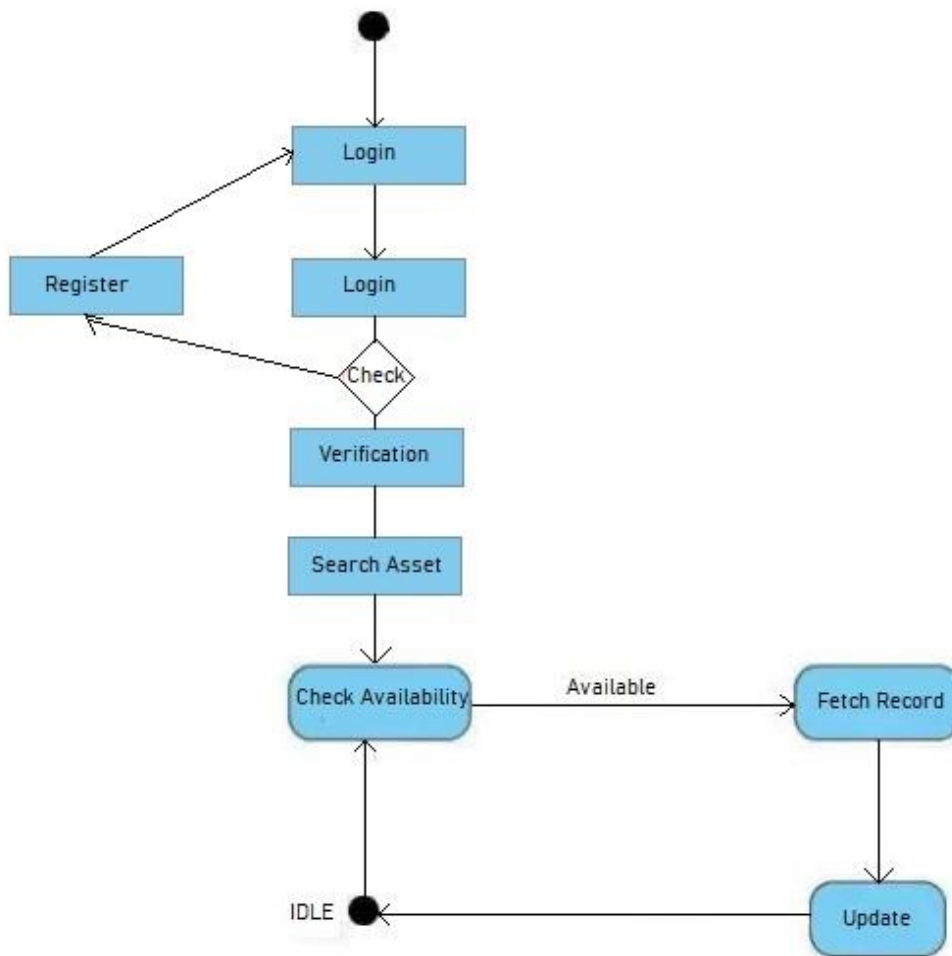 Login
Register
Login
Check
Verification
Search Asset
Check Availability
Available
Fetch Record
IDLE
Update